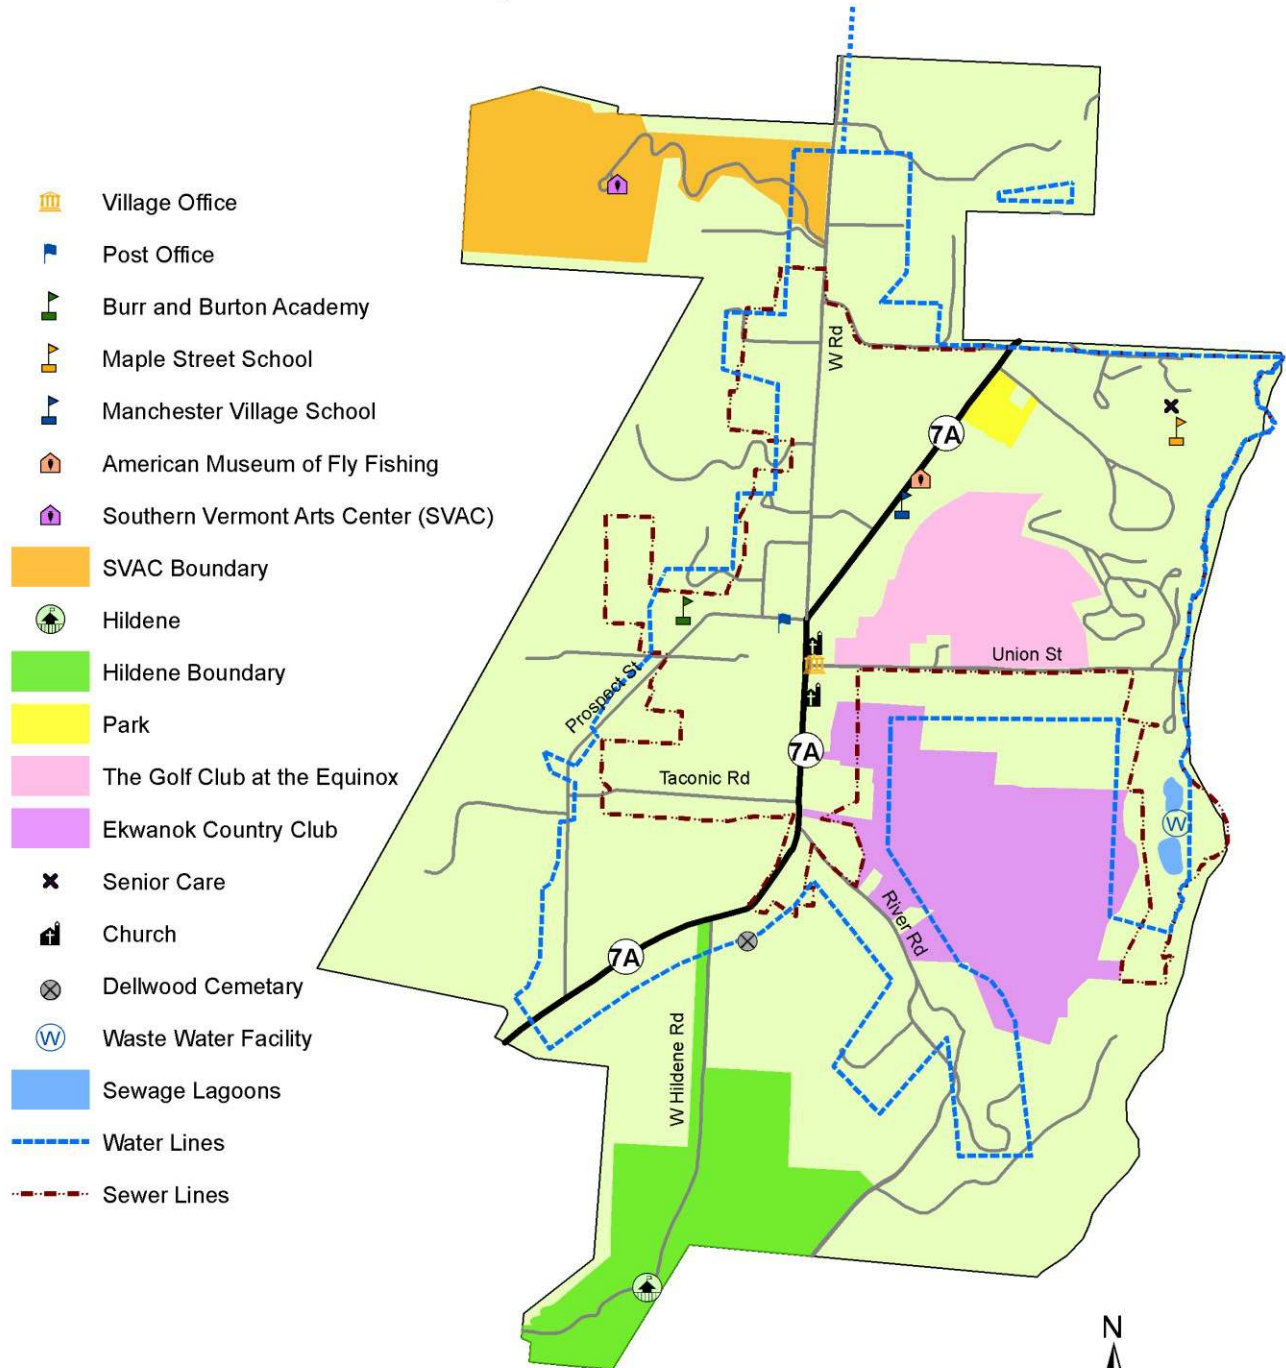 Village Office
Post Office
Burr and Burton Academy
Maple Street School
Manchester Village School
American Museum of Fly Fishing
Southern Vermont Arts Center (SVAC)
SVAC Boundary
Hildene
Hildene Boundary
Park
The Golf Club at the Equinox
Ekwanok Country Club
Senior Care
Church
Dellwood Cemetary
W Waste Water Facility
Sewage Lagoons
Water Lines
Sewer Lines
W Rd
7A
Union St
Prospect St
7A
Taconic Rd
W
River Rd
7A
W Hildene Rd
N